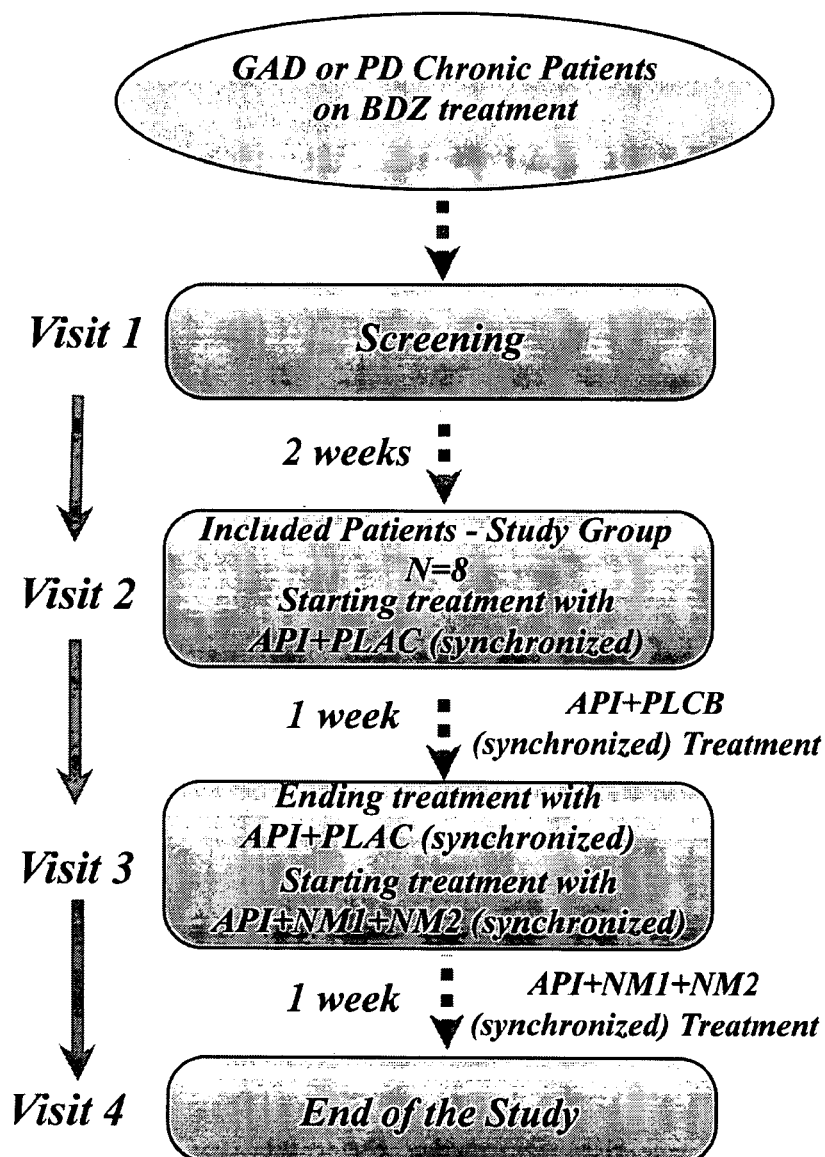 GAD or PD Chronic Patients
on BDZ treatment
Visit 1
Screening
2 weeks
Visit 2
Included Patients - Study Group
N=8
Starting treatment with
API+PLAC (synchronized)
1 week
API+PLCB
(synchronized) Treatment
Visit 3
Ending treatment with
API+PLAC (synchronized)
Starting treatment with
API+NM1+NM2 (synchronized)
1 week
API+NM1+NM2
(synchronized) Treatment
Visit 4
End of the Study